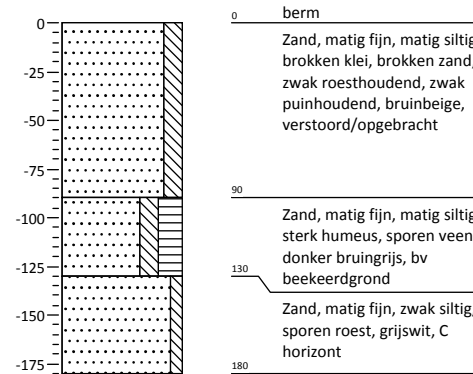 0
-25
-50
-75
-100
-125
-150
-175
0
berm
Zand, matig fijn, matig siltig
brokken klei, brokken zand,
zwak roesthoudend, zwak
puinhoudend, bruinbeige,
verstoord/opgebracht
90
Zand, matig fijn, matig siltig
sterk humeus, sporen veen
donker bruingrijs, bv
beekeerdgrond
130
Zand, matig fijn, zwak siltig,
sporen roest, grijswit, C
horizont
180